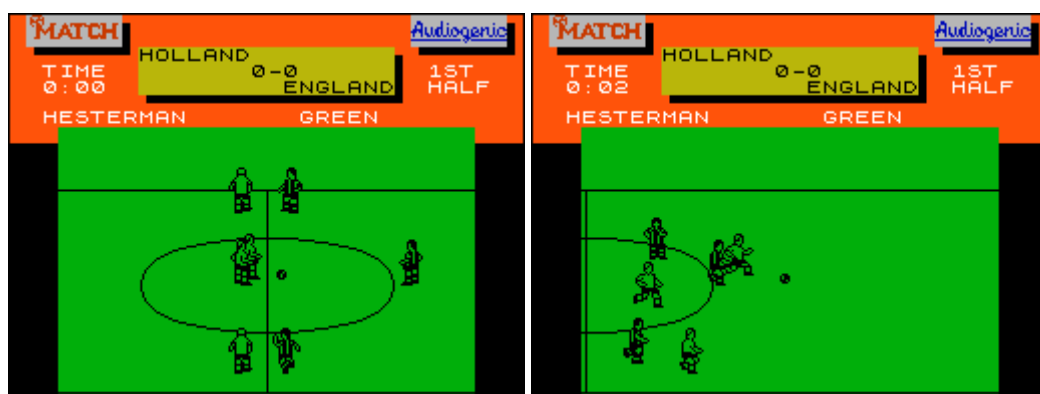 MATCH
Audiogenic
HOLLAND
TIME
0-0
1ST
0:00
ENGLAND
HALF
HESTERMAN
GREEN
MATCH
Audiogenic
HOLLAND
TIME
0-0
1ST
0:02
ENGLAND
HALF
HESTERMAN
GREEN